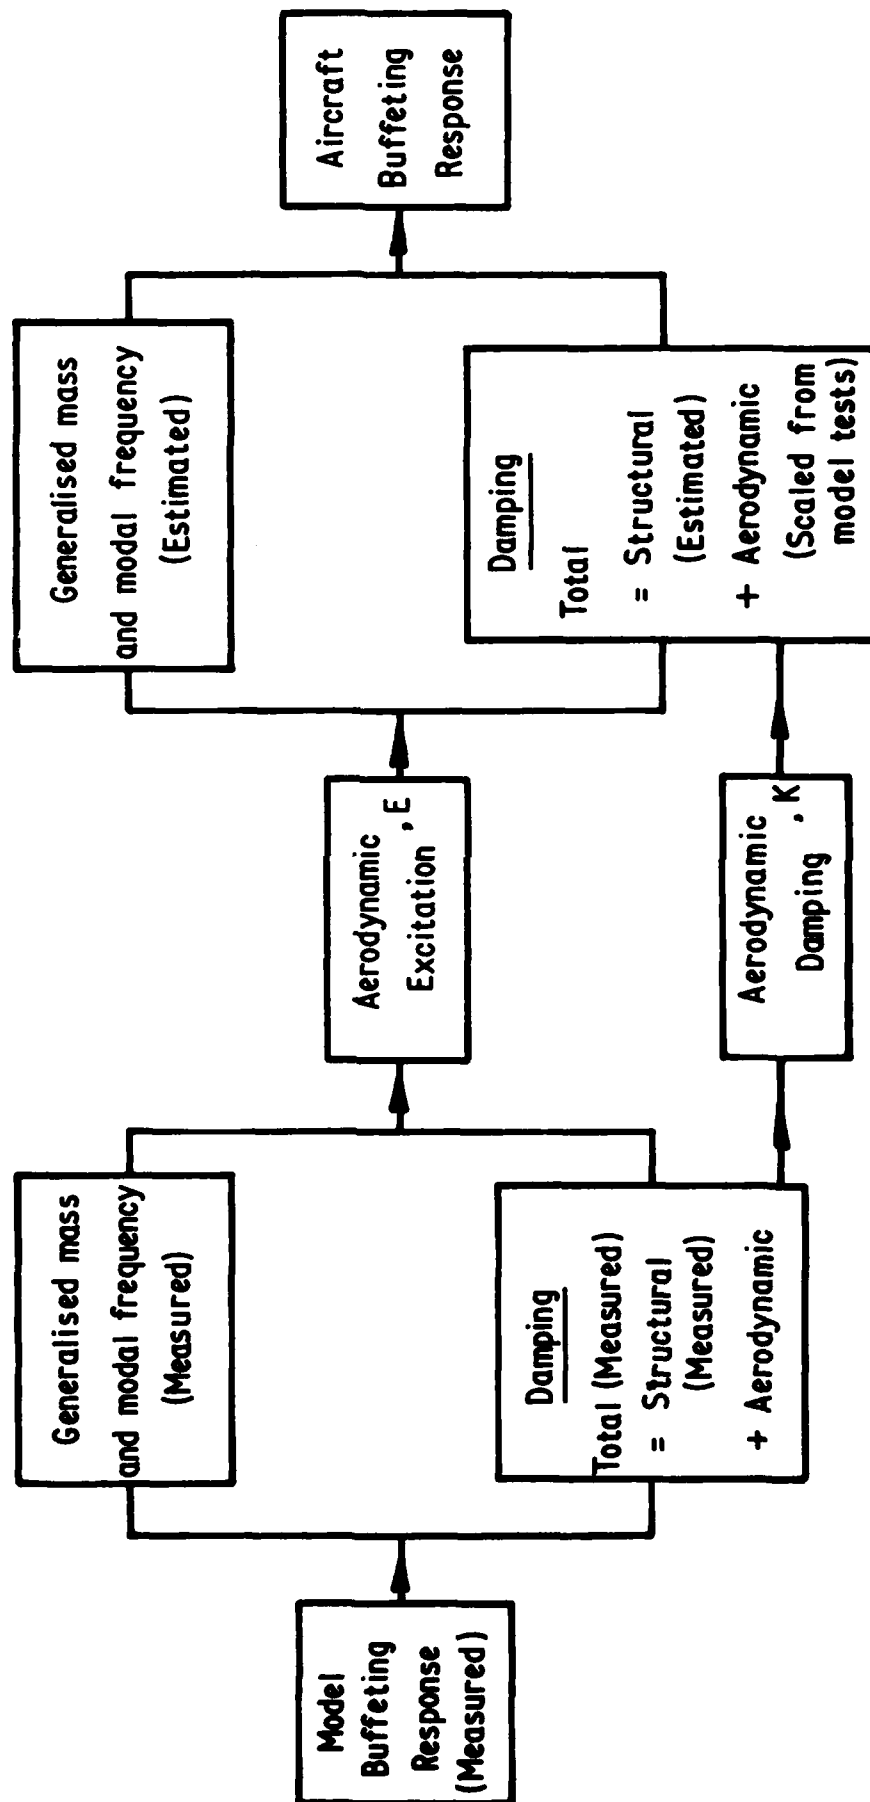 Model
Buffeting
Response
(Measured)
Generalised mass
and modal frequency
(Measured)
Damping
Total (Measured)
= Structural
(Measured)
+ Aerodynamic
Aerodynamic
Excitation , E
Aerodynamic
Damping , K
Generalised mass
and modal frequency
(Estimated)
Damping
Total
= Structural
(Estimated)
+ Aerodynamic
(Scaled from
model tests)
Aircraft
Buffeting
Response